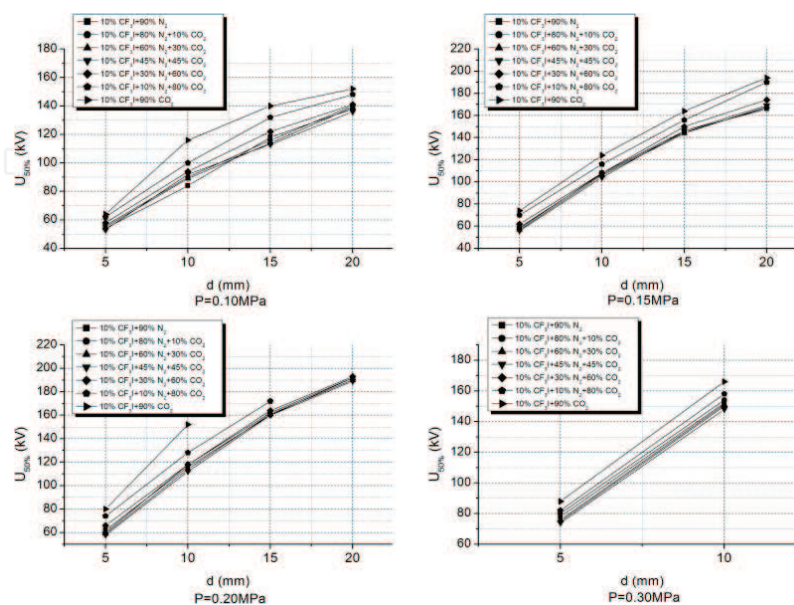 10% CF₃I+90% N₂
10% CF₃I+80% N₂+10% CO₂
10% CF₃I+60% N₂+30% CO₂
10% CF₃I+45% N₂+45% CO₂
10% CF₃I+30% N₂+60% CO₂
10% CF₃I+10% N₂+80% CO₂
10% CF₃I+90% CO₂
180
160
140
120
100
80
60
40
U₅₀% (kV)
5 10 15 20
d (mm)
P=0.10MPa
10% CF₃I+90% N₂
10% CF₃I+80% N₂+10% CO₂
10% CF₃I+60% N₂+30% CO₂
10% CF₃I+45% N₂+45% CO₂
10% CF₃I+30% N₂+60% CO₂
10% CF₃I+10% N₂+80% CO₂
10% CF₃I+90% CO₂
220
200
180
160
140
120
100
80
60
40
U₅₀% (kV)
5 10 15 20
d (mm)
P=0.15MPa
10% CF₃I+90% N₂
10% CF₃I+80% N₂+10% CO₂
10% CF₃I+60% N₂+30% CO₂
10% CF₃I+45% N₂+45% CO₂
10% CF₃I+30% N₂+60% CO₂
10% CF₃I+10% N₂+80% CO₂
10% CF₃I+90% CO₂
200
180
160
140
120
100
80
60
U₅₀% (kV)
5 10 15 20
d (mm)
P=0.20MPa
10% CF₃I+90% N₂
10% CF₃I+80% N₂+10% CO₂
10% CF₃I+60% N₂+30% CO₂
10% CF₃I+45% N₂+45% CO₂
10% CF₃I+30% N₂+60% CO₂
10% CF₃I+10% N₂+80% CO₂
10% CF₃I+90% CO₂
180
160
140
120
100
80
60
U₅₀% (kV)
5 10
d (mm)
P=0.30MPa